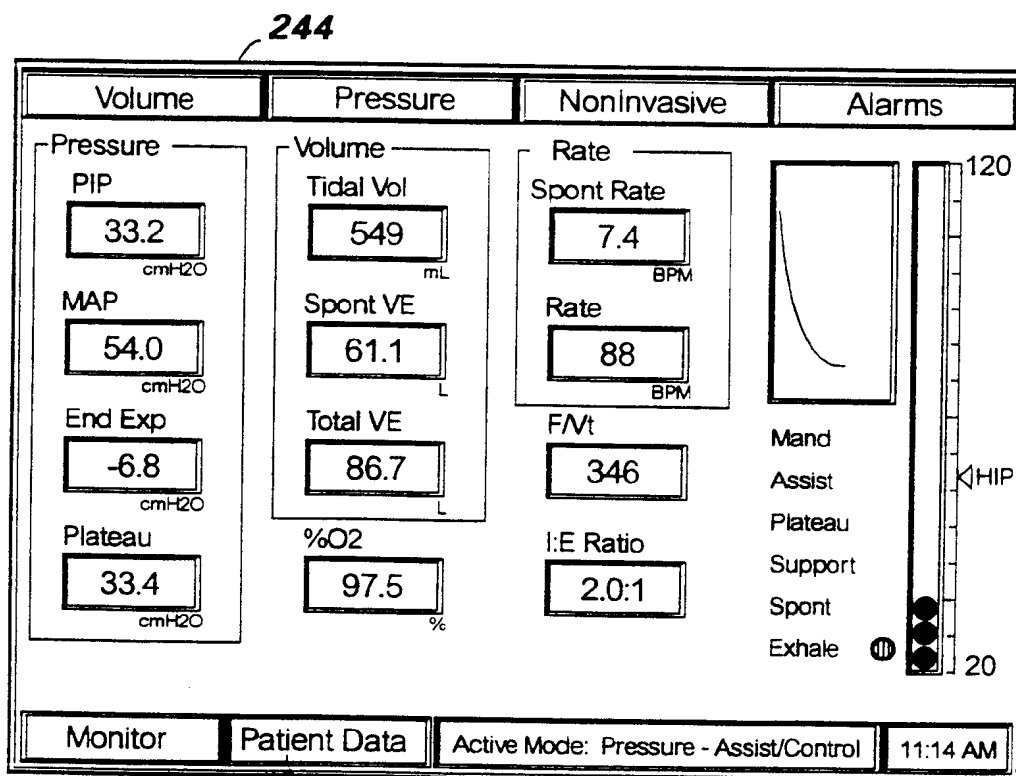 244
Volume
Pressure
NonInvasive
Alarms
Pressure
PIP
33.2
cmH2O
MAP
54.0
cmH2O
End Exp
-6.8
cmH2O
Plateau
33.4
cmH2O
Volume
Tidal Vol
549
mL
Spont VE
61.1
L
Total VE
86.7
L
%O2
97.5
%
Rate
Spont Rate
7.4
BPM
Rate
88
BPM
F/Vt
346
I:E Ratio
2.0:1
Mand
Assist
Plateau
Support
Spont
Exhale
120
HIP
20
Monitor
Patient Data
Active Mode: Pressure - Assist/Control
11:14 AM